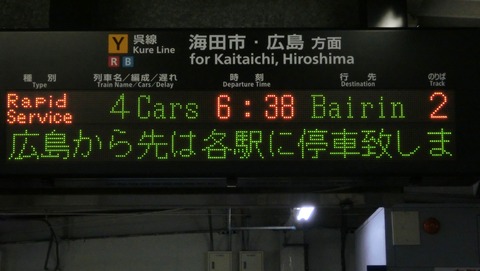 Y 呉線 海田市・広島 方面
R B Kure Line for Kaitaichi, Hiroshima
種別 列車名/編成/遅れ 時刻 行先 のりば
Type Train Name/Cars/Delay Departure Time Destination Track
Rapid Service 4Cars 6:38 Bairin 2
広島から先は各駅に停車致しま